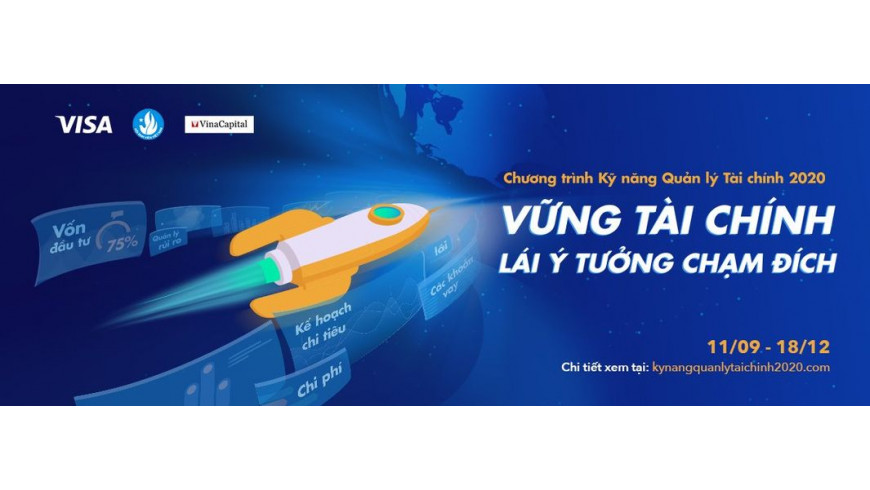 VISA
VinaCapital
Chương trình Kỹ năng Quản lý Tài chính 2020
VỮNG TÀI CHÍNH
LÁI Ý TƯỞNG CHẠM ĐÍCH
Vốn
đầu tư
75%
Quản lý
rủi ro
lãi
Các khoản
vay
Kế hoạch
chi tiêu
Chi phí
11/09 - 18/12
Chi tiết xem tại: kynangquanlytaichinh2020.com